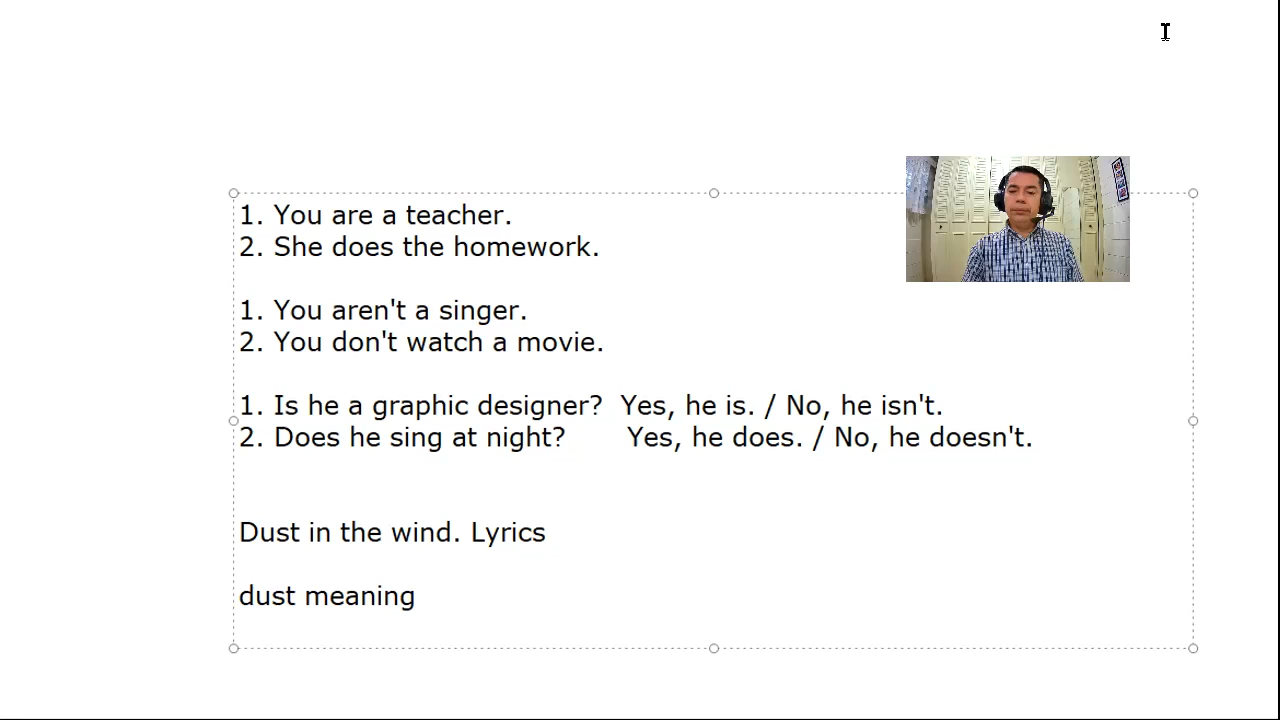 1. You are a teacher.
2. She does the homework.
1. You aren't a singer.
2. You don't watch a movie.
1. Is he a graphic designer?  Yes, he is. / No, he isn't.
2. Does he sing at night?  Yes, he does. / No, he doesn't.
Dust in the wind. Lyrics
dust meaning